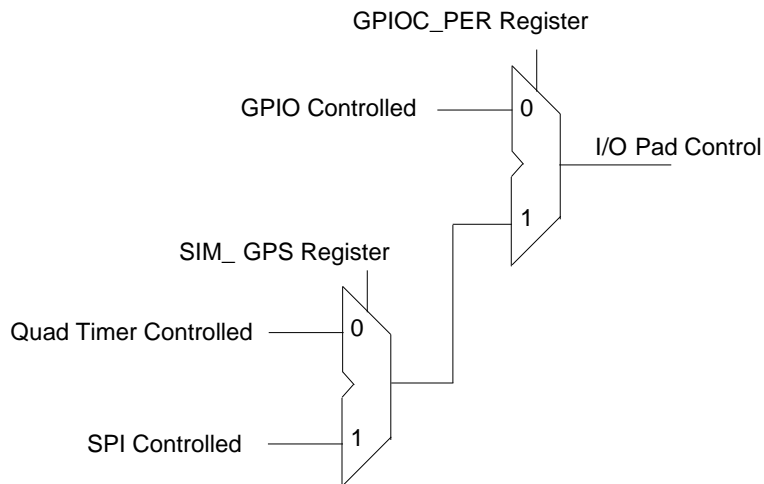 GPIOC_PER Register
GPIO Controlled
0
I/O Pad Control
1
SIM_ GPS Register
Quad Timer Controlled
0
SPI Controlled
1